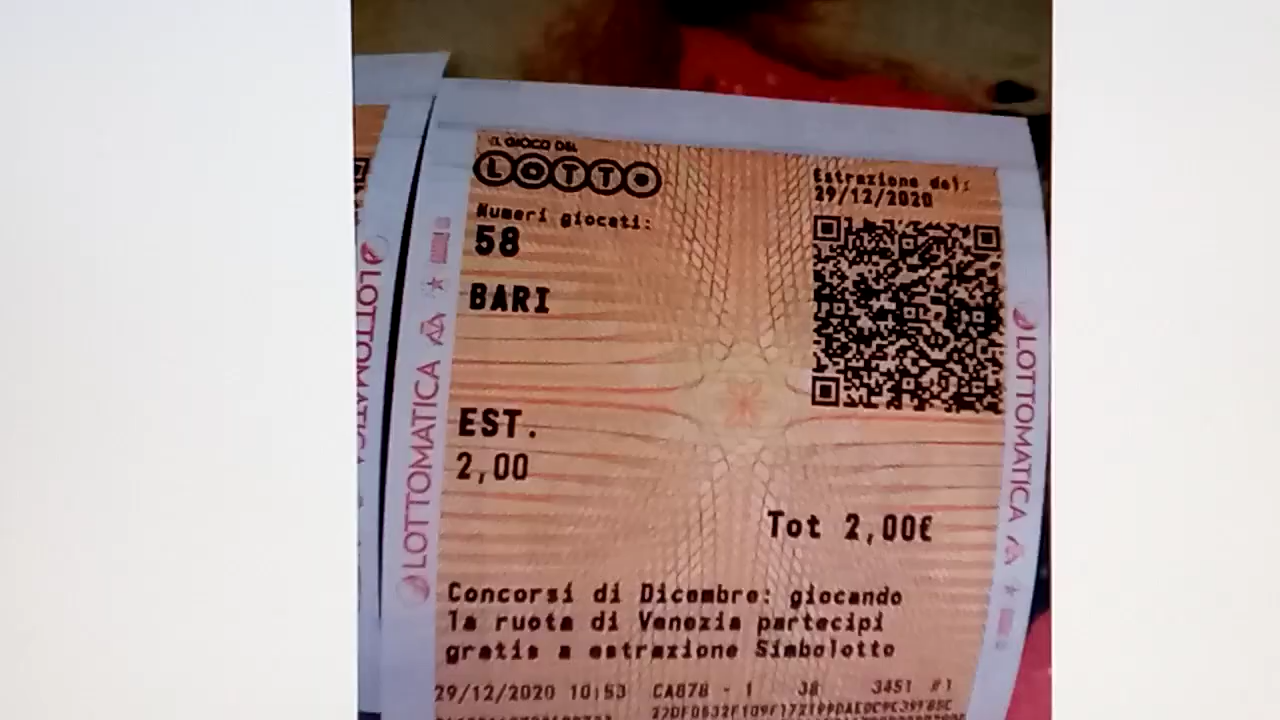 IL GIOCO DEL
LOTTO
Estrazione del:
29/12/2020
Numeri giocati:
58
BARI
EST.
2,00
Tot 2,00€
Concorsi di Dicembre: giocando
la ruota di Venezia partecipi
gratis a estrazione Simbolotto
29/12/2020 10:53 CA878 - 1 38 3451 #1
LOTTOMATICA
LOTTOMATICA
LOTTOMATICA